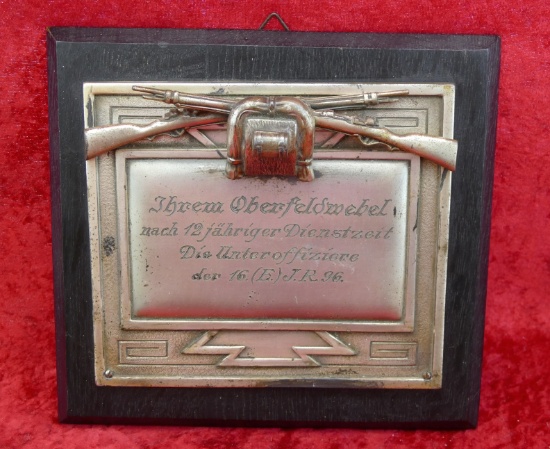 Ihrem Oberfeldwebel
nach 12 jähriger Dienstzeit
Die Unteroffiziere
der 16. (E) J.R. 96.